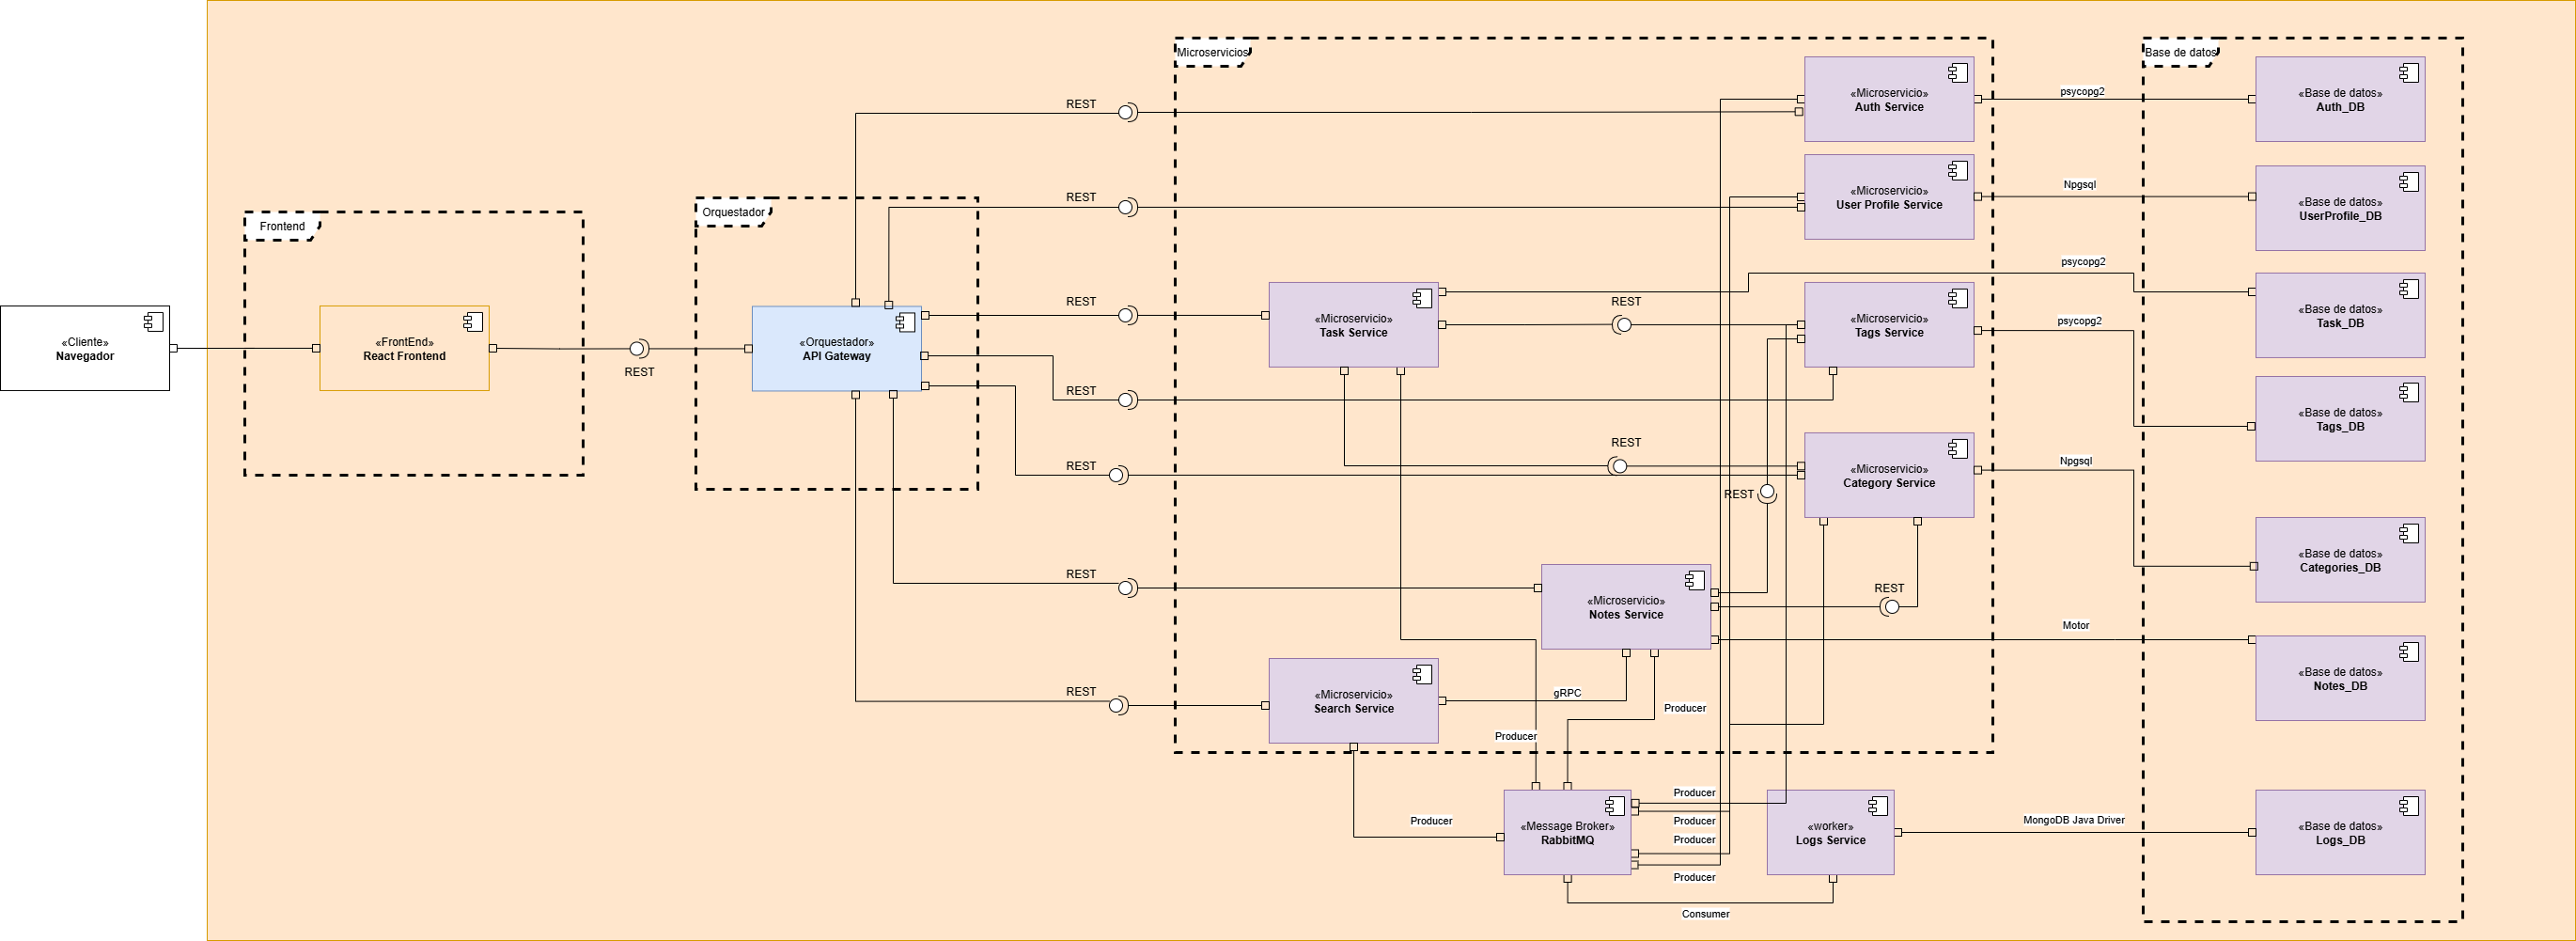 Microservicios
Base de datos
«Microservicio»
Auth Service
psycopg2
«Base de datos»
Auth_DB
REST
«Microservicio»
User Profile Service
Npgsql
«Base de datos»
UserProfile_DB
REST
Frontend
Orquestador
psycopg2
«Cliente»
Navegador
«FrontEnd»
React Frontend
REST
«Orquestador»
API Gateway
REST
«Microservicio»
Task Service
REST
«Microservicio»
Tags Service
psycopg2
«Base de datos»
Task_DB
REST
«Base de datos»
Tags_DB
REST
REST
«Microservicio»
Category Service
Npgsql
REST
«Base de datos»
Categories_DB
REST
«Microservicio»
Notes Service
REST
Motor
«Base de datos»
Notes_DB
REST
«Microservicio»
Search Service
gRPC
Producer
Producer
Producer
«Message Broker»
RabbitMQ
Producer
Producer
Producer
Producer
Consumer
«worker»
Logs Service
MongoDB Java Driver
«Base de datos»
Logs_DB